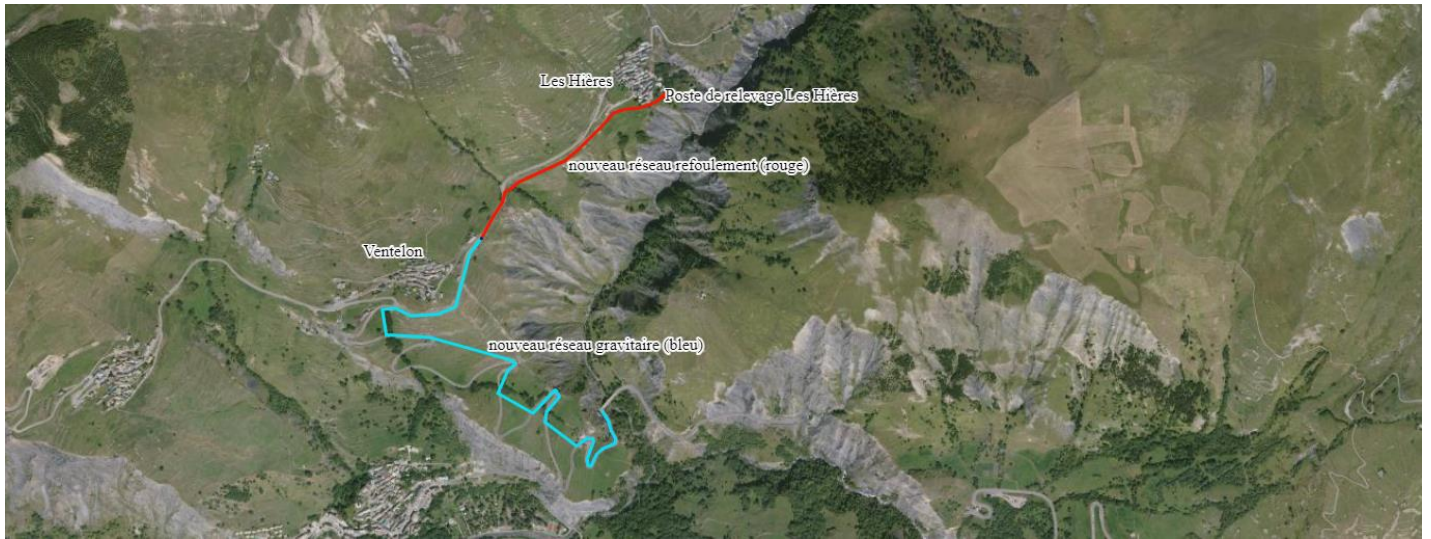 Les Hières
Poste de relevage Les Hières
nouveau réseau refoulement (rouge)
Ventelon
nouveau réseau gravitaire (bleu)